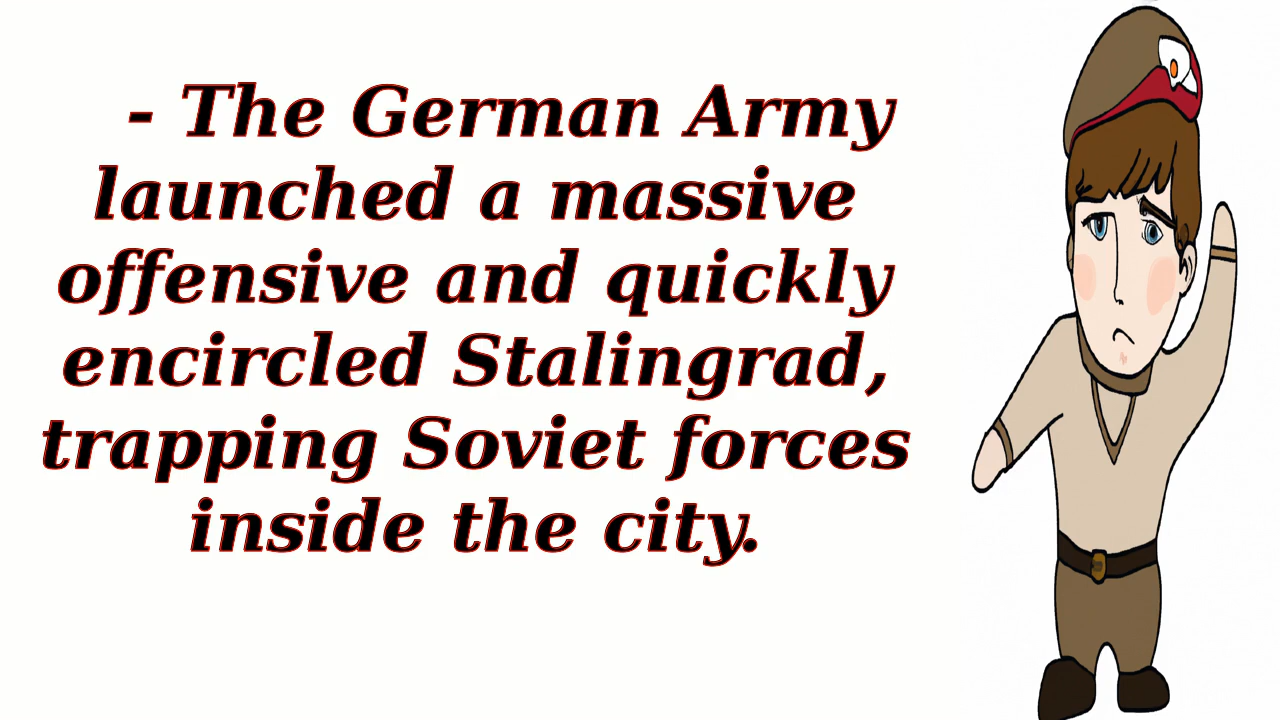 - The German Army
launched a massive
offensive and quickly
encircled Stalingrad,
trapping Soviet forces
inside the city.